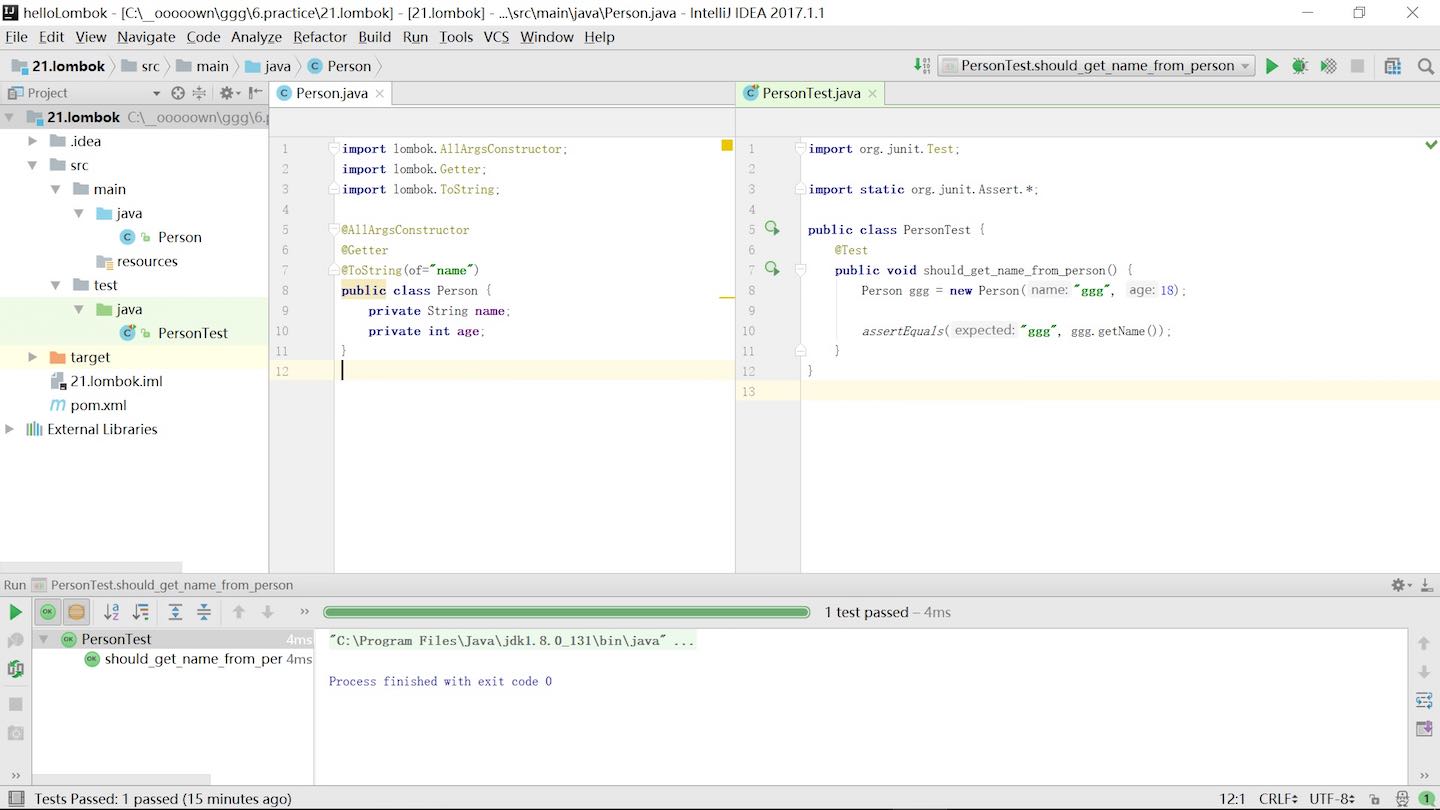 helloLombok - [C:\__ooooown\ggg\6.practice\21.lombok] - [21.lombok] - ...\src\main\java\Person.java - IntelliJ IDEA 2017.1.1
File Edit View Navigate Code Analyze Refactor Build Run Tools VCS Window Help
21.lombok src main java Person PersonTest.should_get_name_from_person
Project
Person.java
PersonTest.java
21.lombok C:\__ooooown\ggg\6.p
.idea
src
main
java
Person
resources
test
java
PersonTest
target
21.lombok.iml
pom.xml
External Libraries
1 import lombok.AllArgsConstructor;
2 import lombok.Getter;
3 import lombok.ToString;
4
5 @AllArgsConstructor
6 @Getter
7 @ToString(of="name")
8 public class Person {
9 private String name;
10 private int age;
11 }
12
1 import org.junit.Test;
2
3 import static org.junit.Assert.*;
4
5 public class PersonTest {
6 @Test
7 public void should_get_name_from_person() {
8 Person ggg = new Person( name: "ggg", age: 18);
9
10 assertEquals( expected: "ggg", ggg.getName());
11 }
12 }
13
Run PersonTest.should_get_name_from_person
1 test passed – 4ms
PersonTest 4ms
should_get_name_from_per 4ms
"C:\Program Files\Java\jdk1.8.0_131\bin\java" ...
Process finished with exit code 0
Tests Passed: 1 passed (15 minutes ago) 12:1 CRLF UTF-8 1